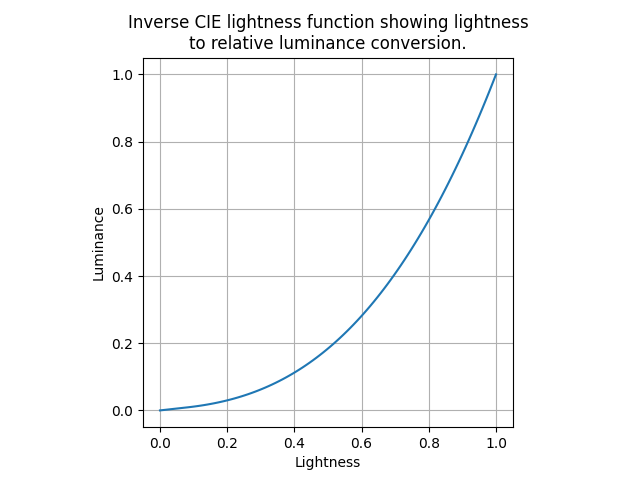 Inverse CIE lightness function showing lightness
to relative luminance conversion.
1.0
0.8
0.6
0.4
0.2
0.0
Luminance
0.0 0.2 0.4 0.6 0.8 1.0
Lightness